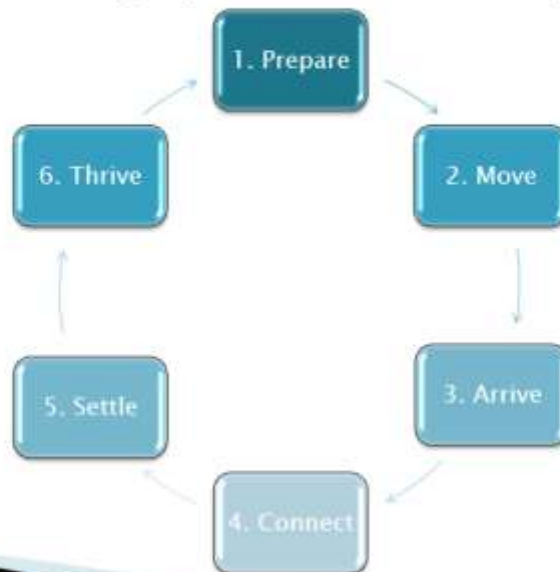 1. Prepare
2. Move
3. Arrive
4. Connect
5. Settle
6. Thrive